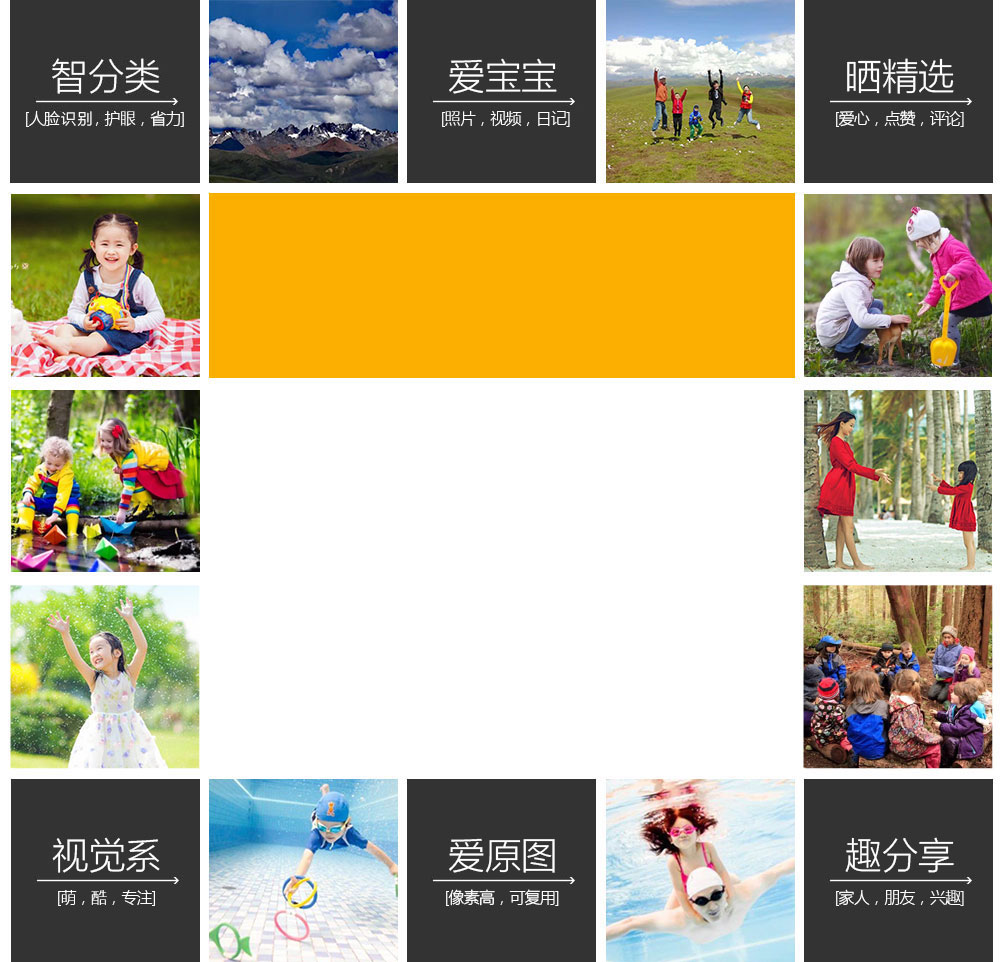 智分类
[人脸识别，护眼，省力]
爱宝宝
[照片，视频，日记]
晒精选
[爱心，点赞，评论]
视觉系
[萌，酷，专注]
爱原图
[像素高，可复用]
趣分享
[家人，朋友，兴趣]